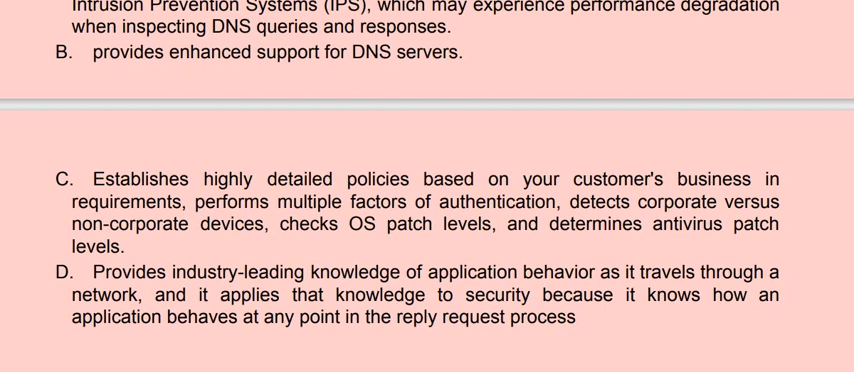 Intrusion Prevention Systems (IPS), which may experience performance degradation
when inspecting DNS queries and responses.
B. provides enhanced support for DNS servers.
C. Establishes highly detailed policies based on your customer's business in
requirements, performs multiple factors of authentication, detects corporate versus
non-corporate devices, checks OS patch levels, and determines antivirus patch
levels.
D. Provides industry-leading knowledge of application behavior as it travels through a
network, and it applies that knowledge to security because it knows how an
application behaves at any point in the reply request process